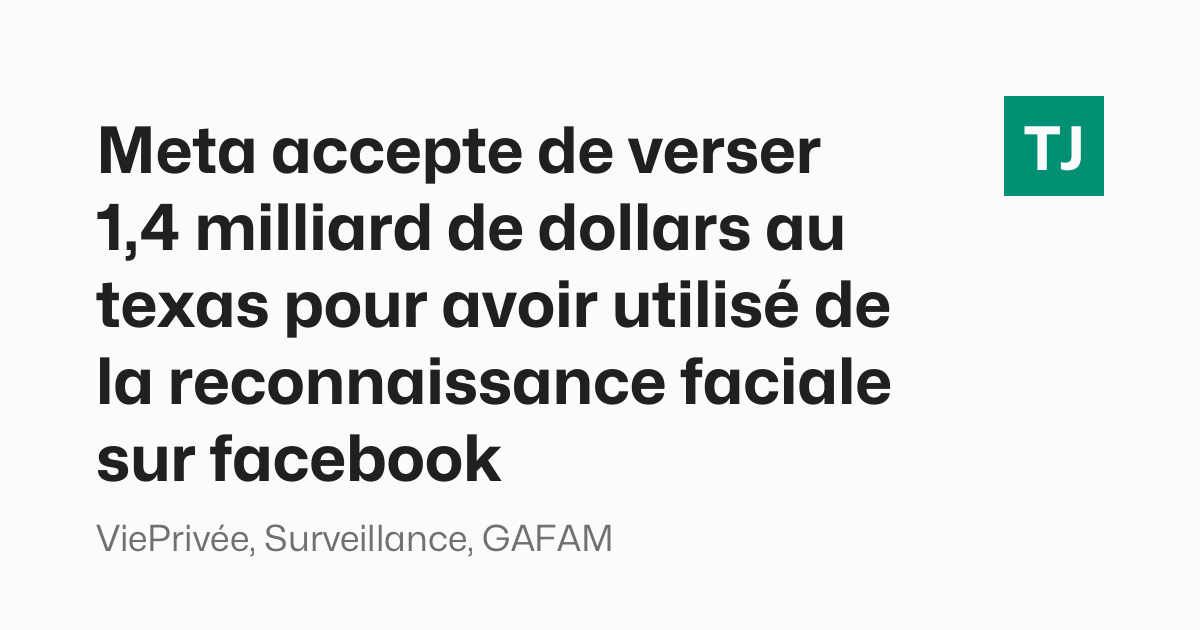 Meta accepte de verser
1,4 milliard de dollars au
texas pour avoir utilisé de
la reconnaissance faciale
sur facebook
ViePrivée, Surveillance, GAFAM
TJ